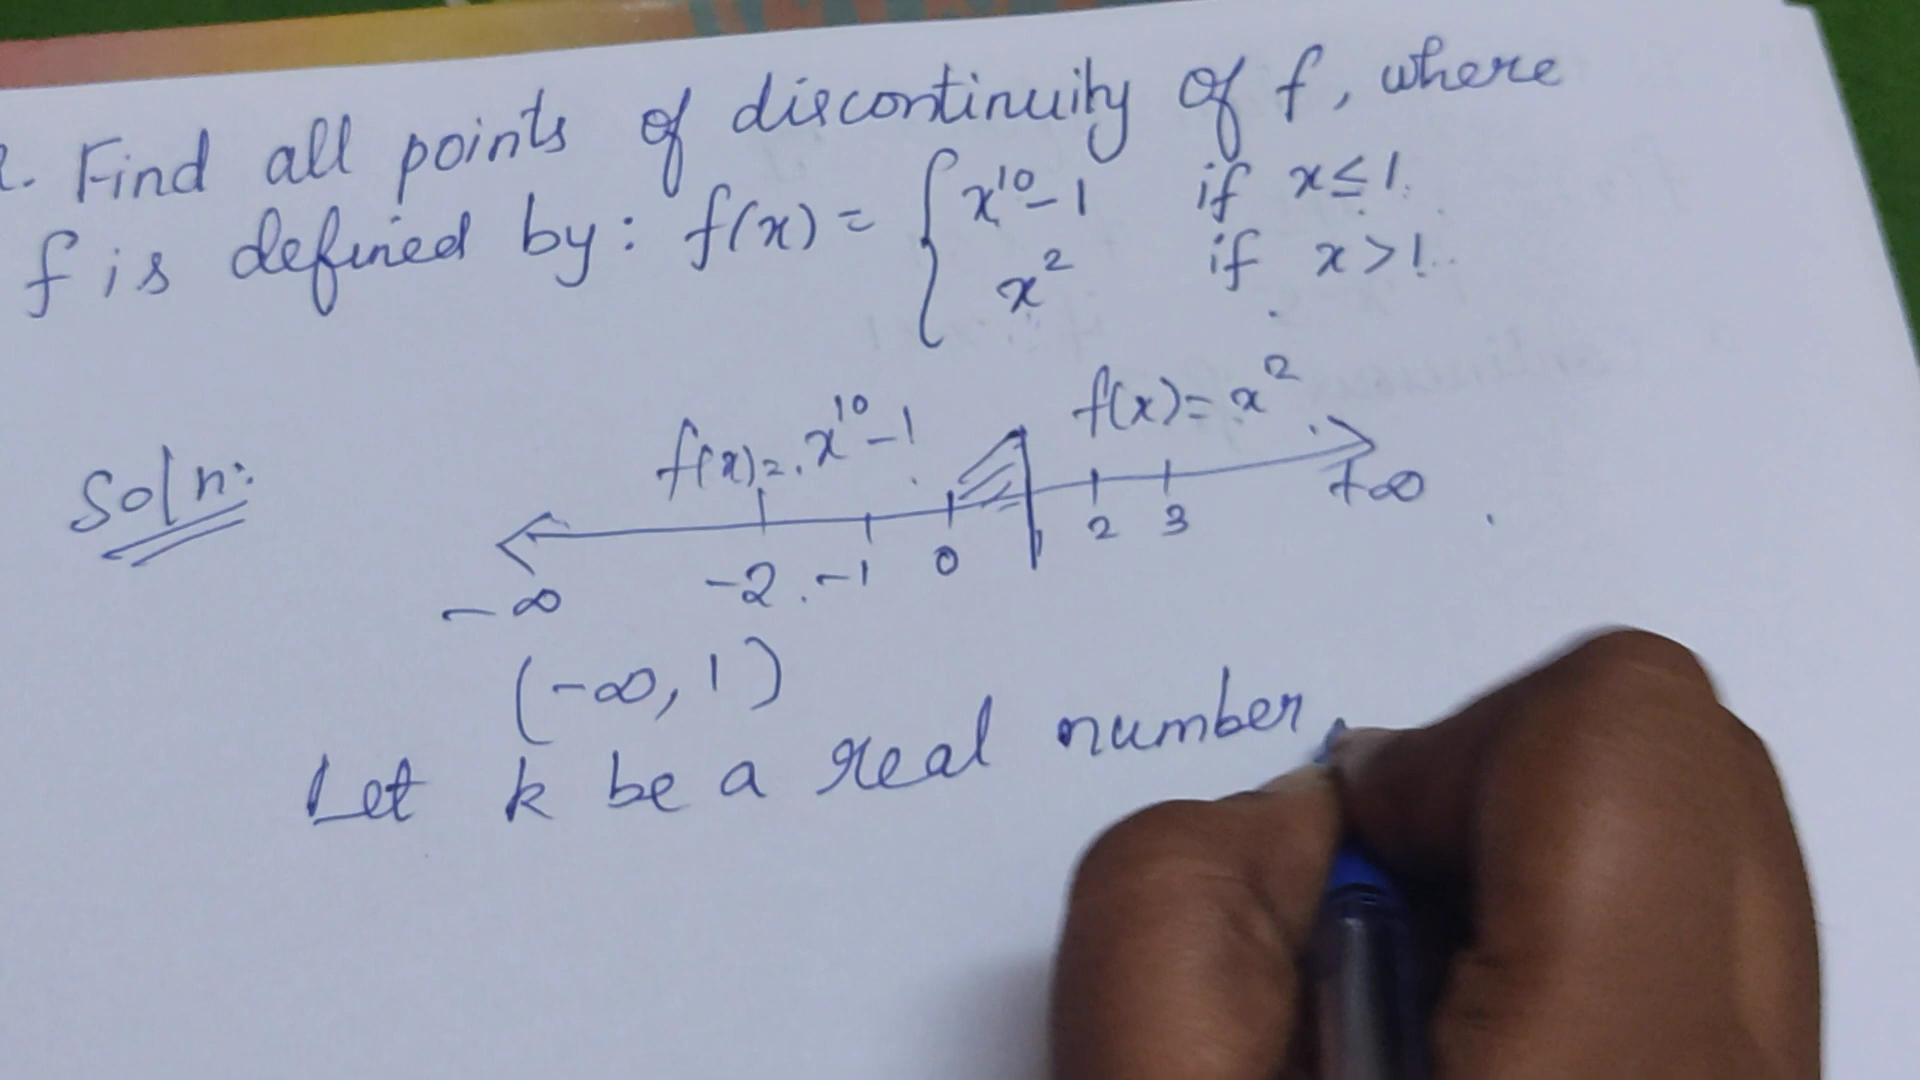 . Find all points of discontinuity of f, where
f is defined by: f(x) = { x¹⁰-1 if x≤1
x² if x>1
Soln:
f(x)= x¹⁰-1 f(x)= x²
-∞ -2 -1 0 1 2 3 +∞
(-∞, 1)
Let k be a real number